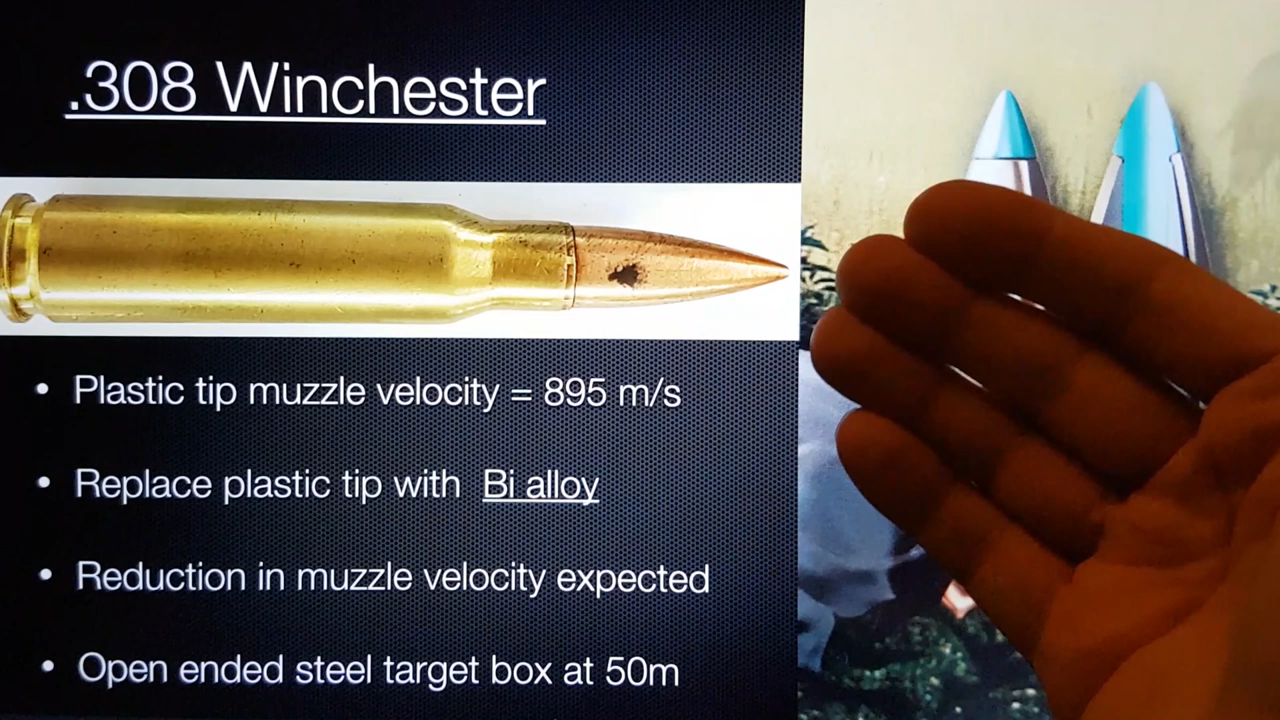 .308 Winchester
• Plastic tip muzzle velocity = 895 m/s
• Replace plastic tip with Bi alloy
• Reduction in muzzle velocity expected
• Open ended steel target box at 50m